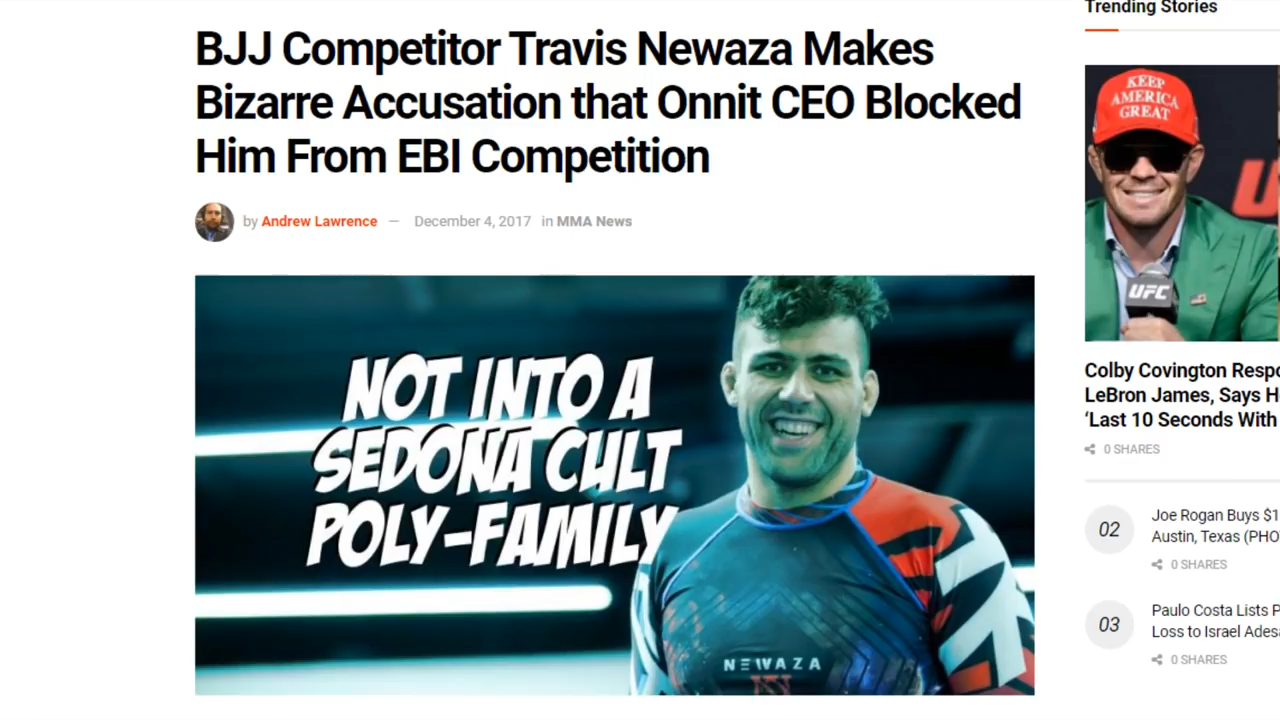 Trending Stories
BJJ Competitor Travis Newaza Makes
Bizarre Accusation that Onnit CEO Blocked
Him From EBI Competition
by Andrew Lawrence — December 4, 2017 in MMA News
NOT INTO A
SEDONA CULT
POLY-FAMILY
NEWAZA
KEEP
AMERICA
GREAT
UFC
Colby Covington Respo
LeBron James, Says H
‘Last 10 Seconds With
0 SHARES
02
Joe Rogan Buys $1
Austin, Texas (PHO
0 SHARES
03
Paulo Costa Lists P
Loss to Israel Ades
0 SHARES